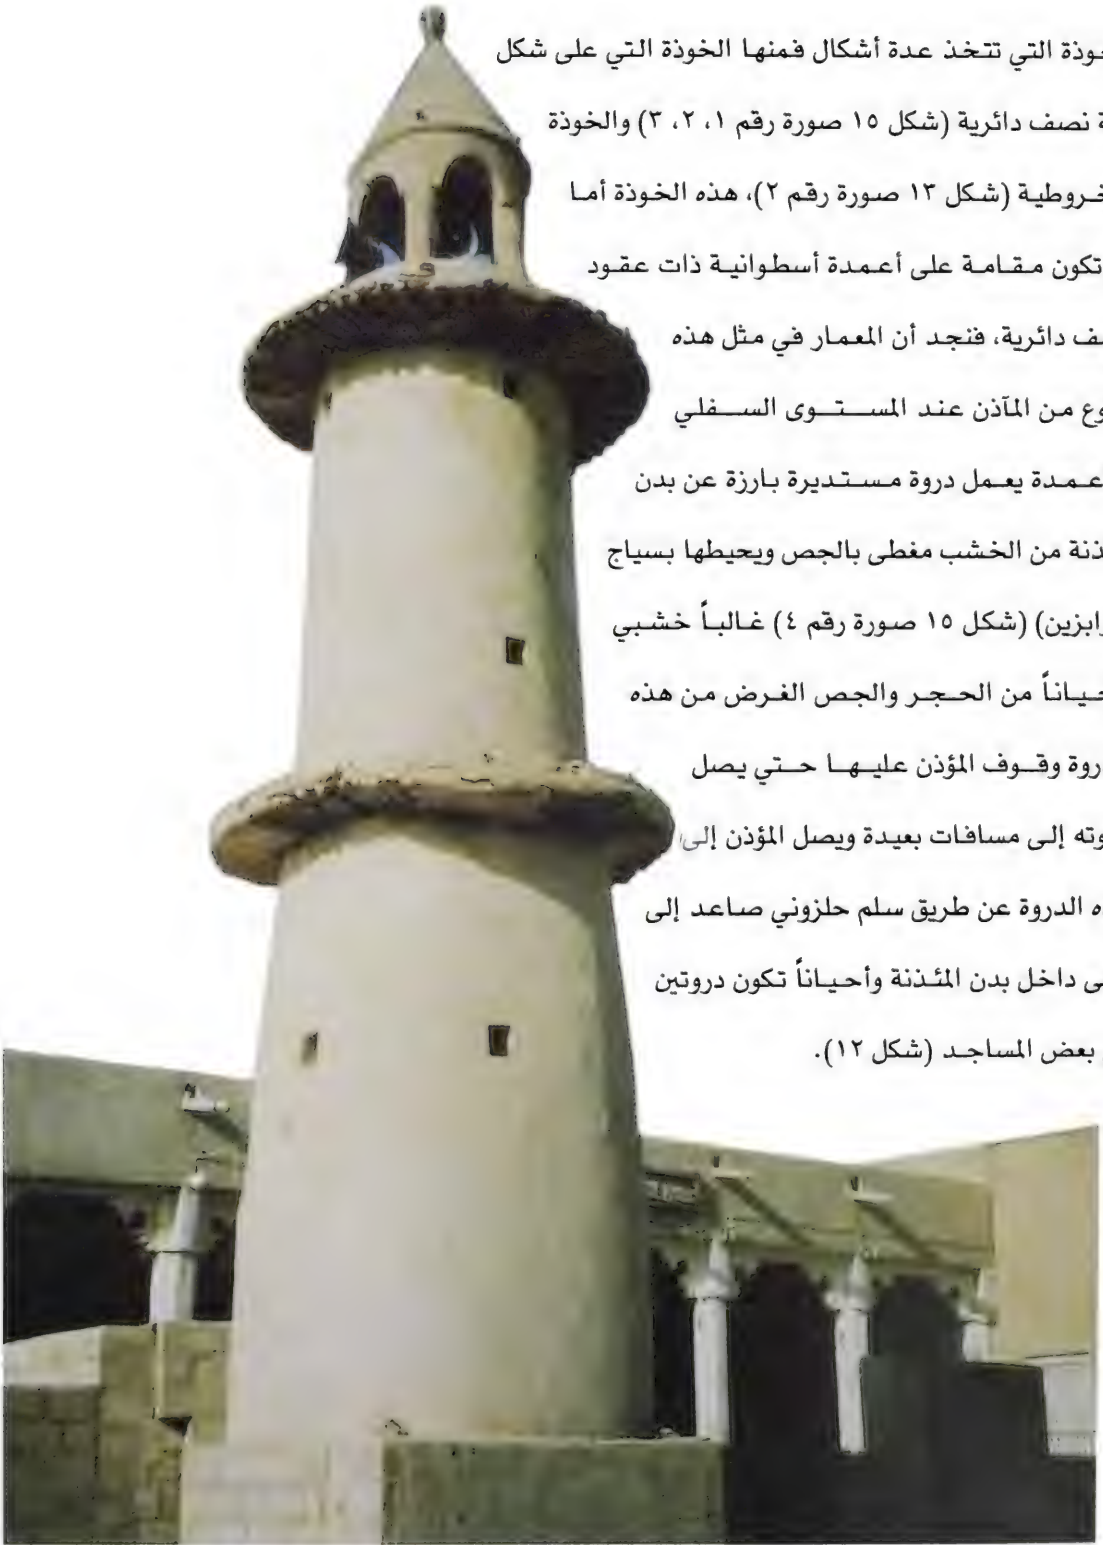 خوذة التي تتخذ عدة أشكال فمنها الخوذة التي على شكل
ة نصف دائرية (شكل ١٥ صورة رقم ١، ٢، ٣) والخوذة
خروطية (شكل ١٣ صورة رقم ٢)، هذه الخوذة أما
تكون مقامة على أعمدة أسطوانية ذات عقود
ف دائرية، فنجد أن المعمار في مثل هذه
وع من المآذن عند المستوى السفلي
عمدة يعمل دروة مستديرة بارزة عن بدن
ذنة من الخشب مغطى بالجص ويحيطها بسياج
رابزين) (شكل ١٥ صورة رقم ٤) غالباً خشبي
حياناً من الحجر والجص الغرض من هذه
روة وقوف المؤذن عليها حتي يصل
وته إلى مسافات بعيدة ويصل المؤذن إلى
ه الدروة عن طريق سلم حلزوني صاعد إلى
ى داخل بدن المئذنة وأحياناً تكون دروتين
بعض المساجد (شكل ١٢).